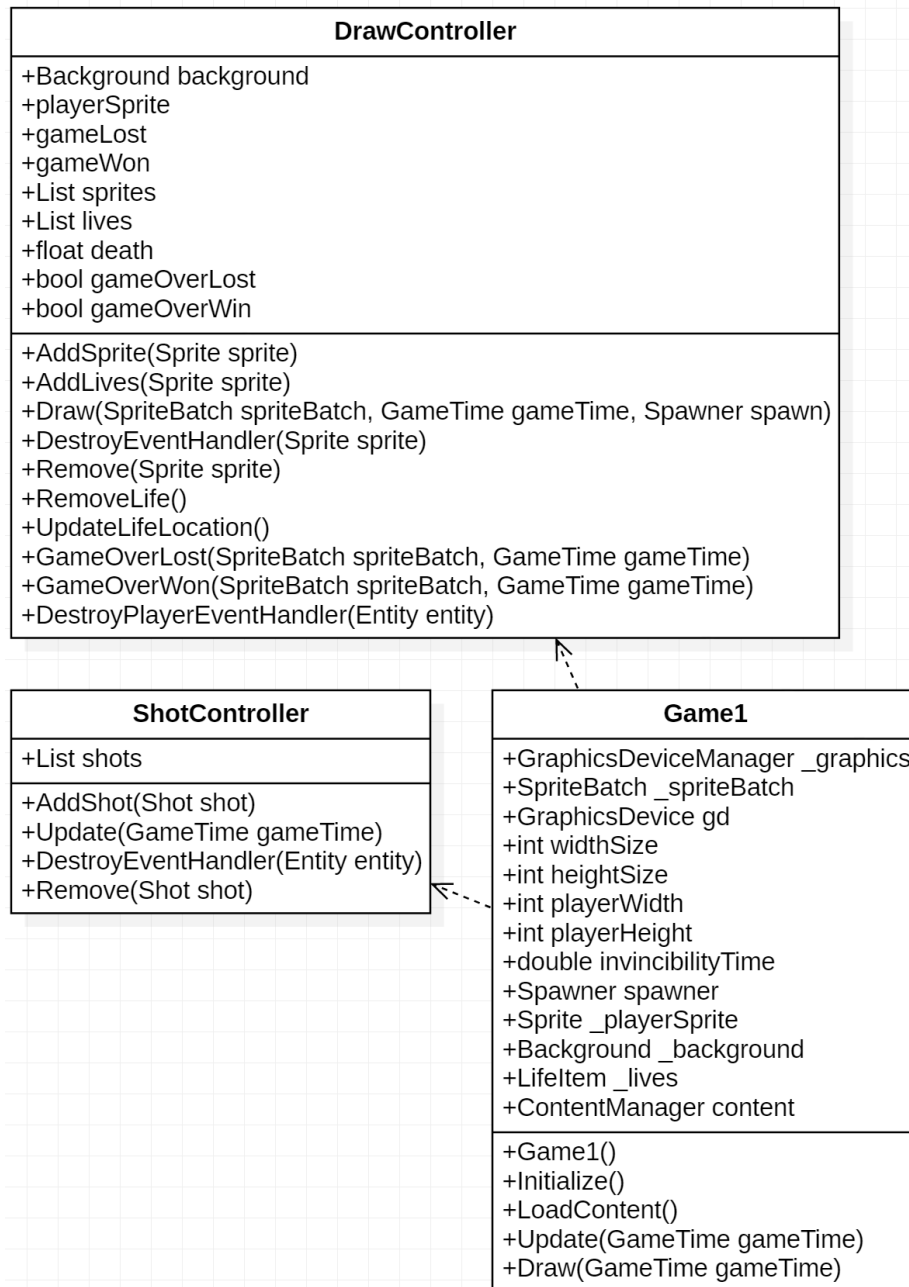 DrawController
+Background background
+playerSprite
+gameLost
+gameWon
+List sprites
+List lives
+float death
+bool gameOverLost
+bool gameOverWin
+AddSprite(Sprite sprite)
+AddLives(Sprite sprite)
+Draw(SpriteBatch spriteBatch, GameTime gameTime, Spawner spawn)
+DestroyEventHandler(Sprite sprite)
+Remove(Sprite sprite)
+RemoveLife()
+UpdateLifeLocation()
+GameOverLost(SpriteBatch spriteBatch, GameTime gameTime)
+GameOverWon(SpriteBatch spriteBatch, GameTime gameTime)
+DestroyPlayerEventHandler(Entity entity)
ShotController
+List shots
+AddShot(Shot shot)
+Update(GameTime gameTime)
+DestroyEventHandler(Entity entity)
+Remove(Shot shot)
Game1
+GraphicsDeviceManager _graphics
+SpriteBatch _spriteBatch
+GraphicsDevice gd
+int widthSize
+int heightSize
+int playerWidth
+int playerHeight
+double invincibilityTime
+Spawner spawner
+Sprite _playerSprite
+Background _background
+LifeItem _lives
+ContentManager content
+Game1()
+Initialize()
+LoadContent()
+Update(GameTime gameTime)
+Draw(GameTime gameTime)